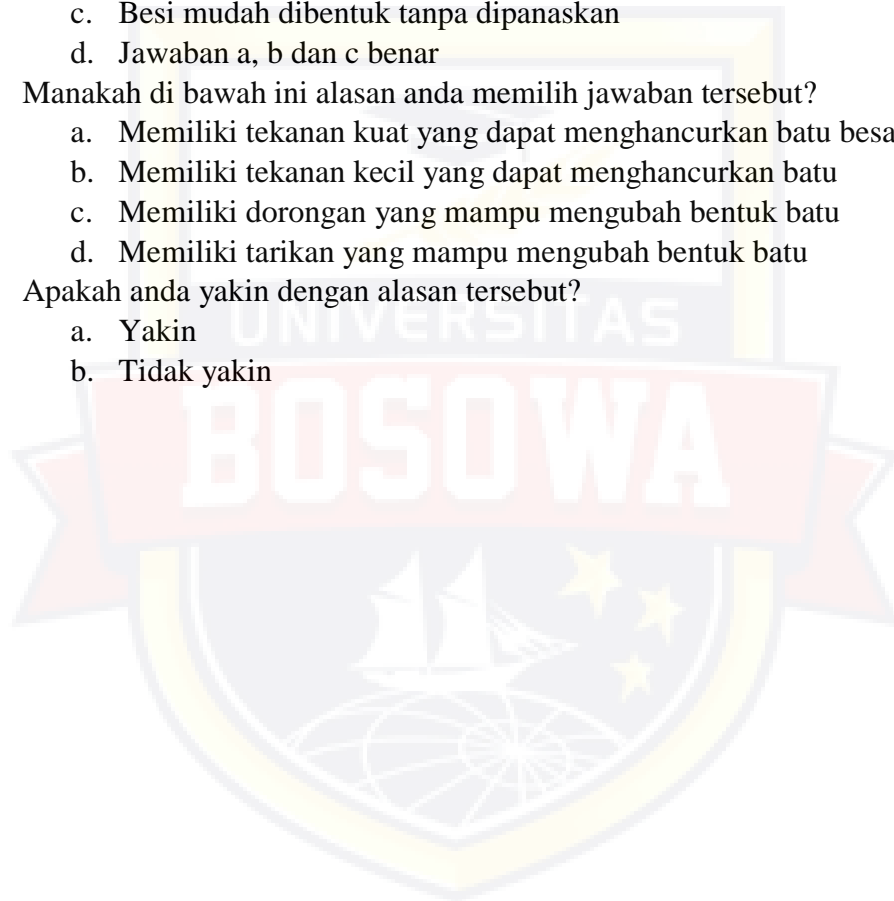 c. Besi mudah dibentuk tanpa dipanaskan
d. Jawaban a, b dan c benar
Manakah di bawah ini alasan anda memilih jawaban tersebut?
a. Memiliki tekanan kuat yang dapat menghancurkan batu besa
b. Memiliki tekanan kecil yang dapat menghancurkan batu
c. Memiliki dorongan yang mampu mengubah bentuk batu
d. Memiliki tarikan yang mampu mengubah bentuk batu
Apakah anda yakin dengan alasan tersebut?
a. Yakin
b. Tidak yakin
UNIVERSITAS
BOSOWA